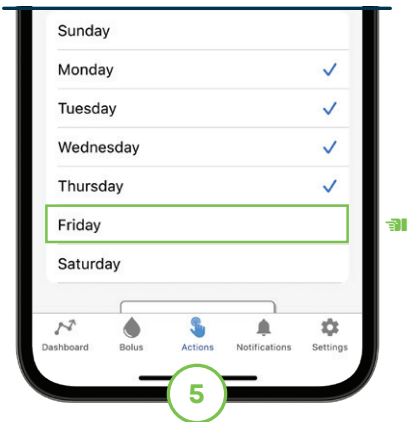 Sunday
Monday
Tuesday
Wednesday
Thursday
Friday
Saturday
Dashboard Bolus Actions Notifications Settings
5